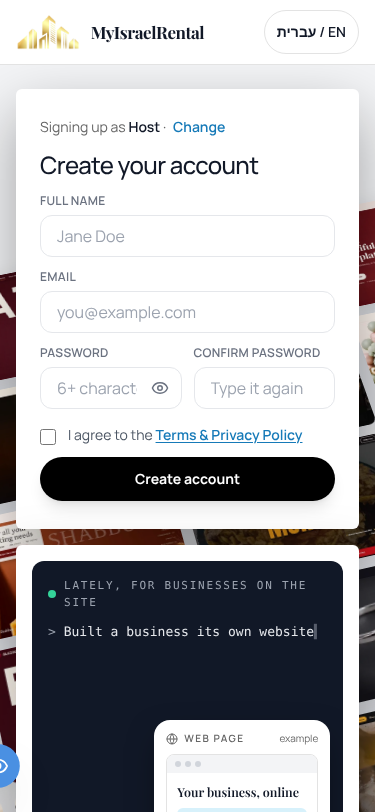 MyIsraelRental
עברית / EN
Signing up as Host · Change
Create your account
FULL NAME
Jane Doe
EMAIL
you@example.com
PASSWORD
CONFIRM PASSWORD
6+ charact
Type it again
I agree to the Terms & Privacy Policy
Create account
SHABB
LATELY, FOR BUSINESSES ON THE
SITE
> Built a business its own website
WEB PAGE
example
Your business, online